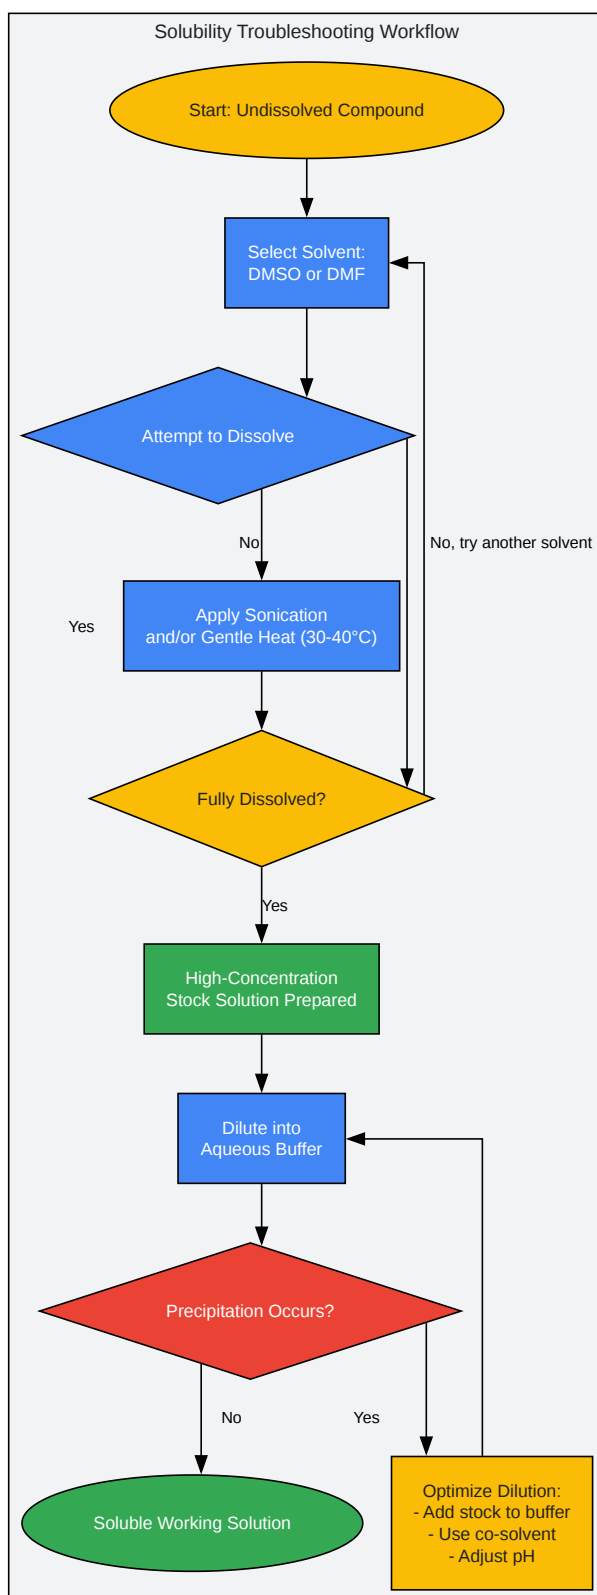 Solubility Troubleshooting Workflow
Start: Undissolved Compound
Select Solvent:
DMSO or DMF
Attempt to Dissolve
No
No, try another solvent
Apply Sonication
and/or Gentle Heat (30-40°C)
Yes
Fully Dissolved?
Yes
High-Concentration
Stock Solution Prepared
Dilute into
Aqueous Buffer
Precipitation Occurs?
No
Yes
Soluble Working Solution
Optimize Dilution:
- Add stock to buffer
- Use co-solvent
- Adjust pH